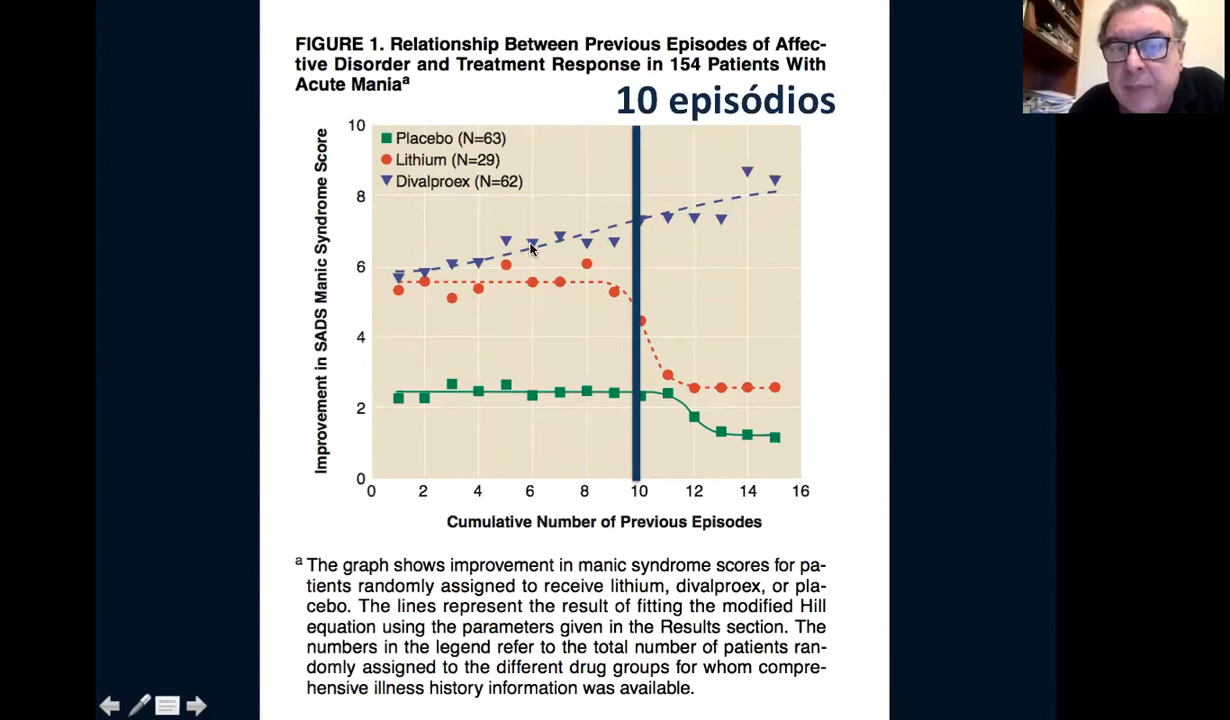 FIGURE 1. Relationship Between Previous Episodes of Affec-
tive Disorder and Treatment Response in 154 Patients With
Acute Maniaa
10 episódios
Improvement in SADS Manic Syndrome Score
10
8
6
4
2
0
Placebo (N=63)
Lithium (N=29)
Divalproex (N=62)
0 2 4 6 8 10 12 14 16
Cumulative Number of Previous Episodes
a The graph shows improvement in manic syndrome scores for pa-
tients randomly assigned to receive lithium, divalproex, or pla-
cebo. The lines represent the result of fitting the modified Hill
equation using the parameters given in the Results section. The
numbers in the legend refer to the total number of patients ran-
domly assigned to the different drug groups for whom compre-
hensive illness history information was available.